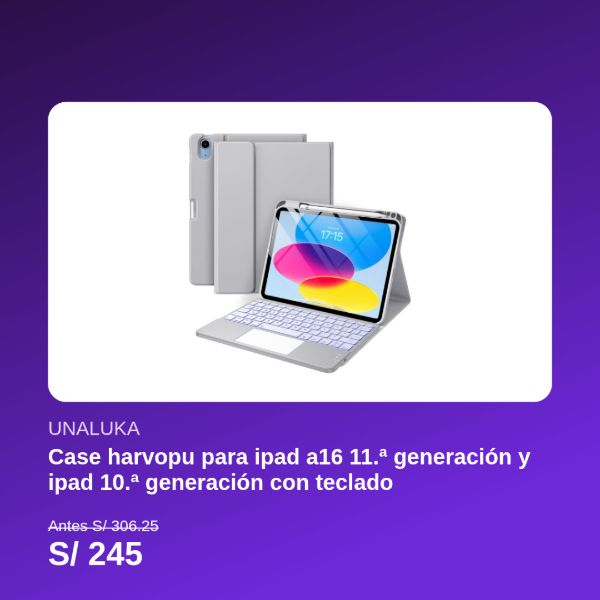 17:15
UNALUKA
Case harvopu para ipad a16 11.ª generación y
ipad 10.ª generación con teclado
Antes S/ 306.25
S/ 245